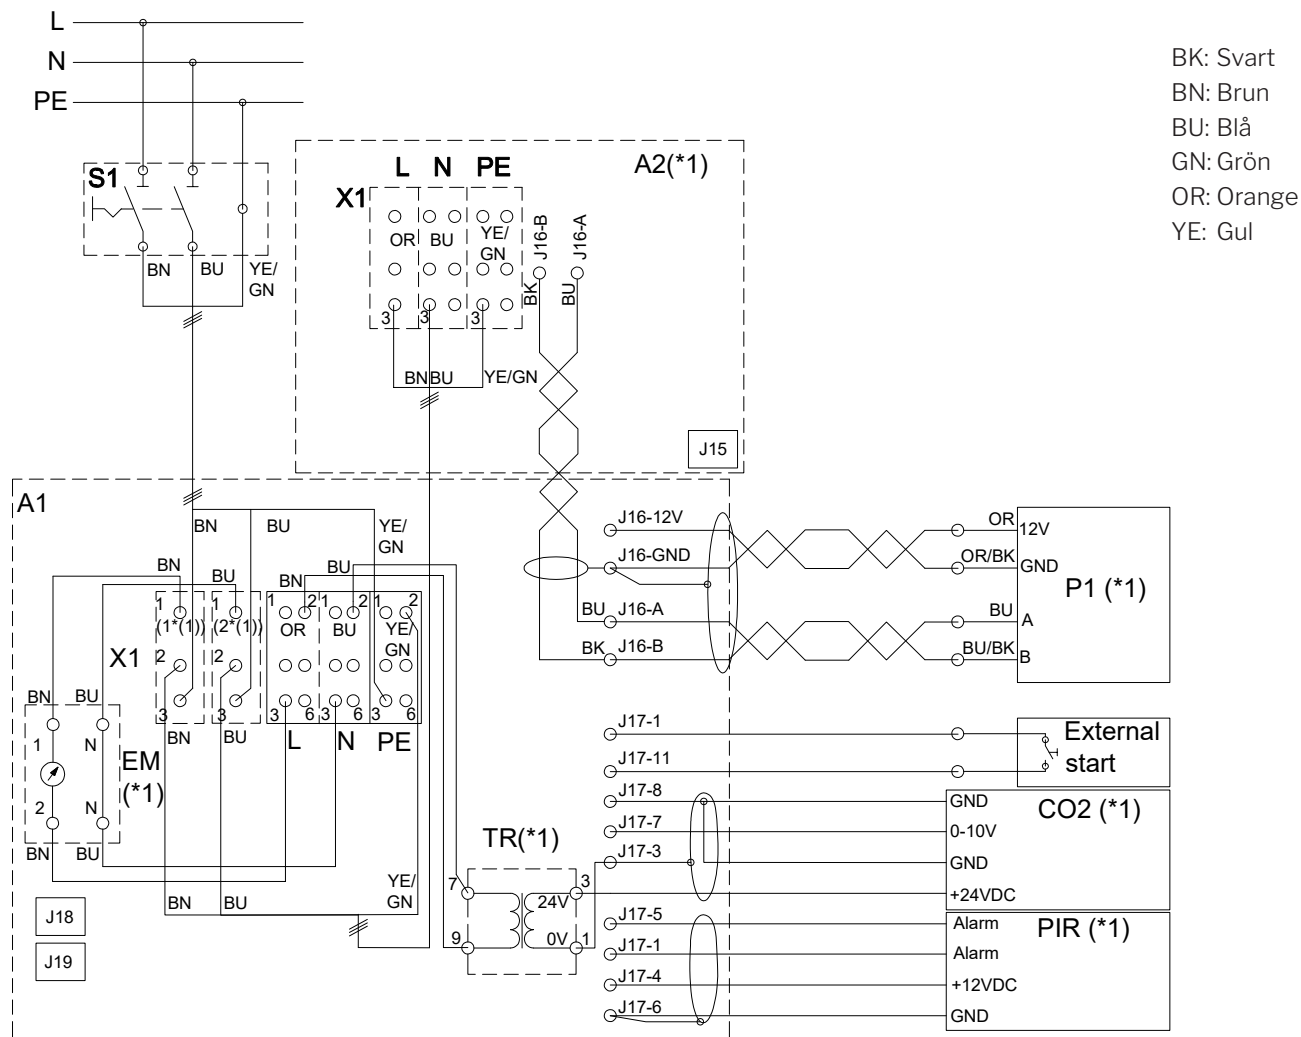 L
N
PE
BK: Svart
BN: Brun
BU: Blå
GN: Grön
OR: Orange
YE: Gul
S1
BN
BU
YE/
GN
A2(*1)
L N PE
X1
OR
BU
YE/
GN
3
3
3
BN
BU
YE/GN
J16-B
J16-A
BK
BU
J15
A1
BN
BU
YE/
GN
BN
BU
BN
BU
1
1
1 2
1 2
1 2
(1*(1))
(2*(1))
OR
BU
YE/
GN
X1
2
2
3
3
3 6
3 6
3 6
BN
BU
L
N
PE
BN
BU
1
N
2
N
EM
(*1)
BN
BU
BN
BU
YE/
GN
J18
J19
TR(*1)
7
9
3
24V
0V
1
J16-12V
J16-GND
BU
J16-A
BK
J16-B
OR
12V
OR/BK
GND
BU
A
BU/BK
B
P1 (*1)
J17-1
J17-11
External
start
J17-8
J17-7
J17-3
GND
0-10V
GND
+24VDC
CO2 (*1)
J17-5
J17-1
J17-4
J17-6
Alarm
Alarm
+12VDC
GND
PIR (*1)